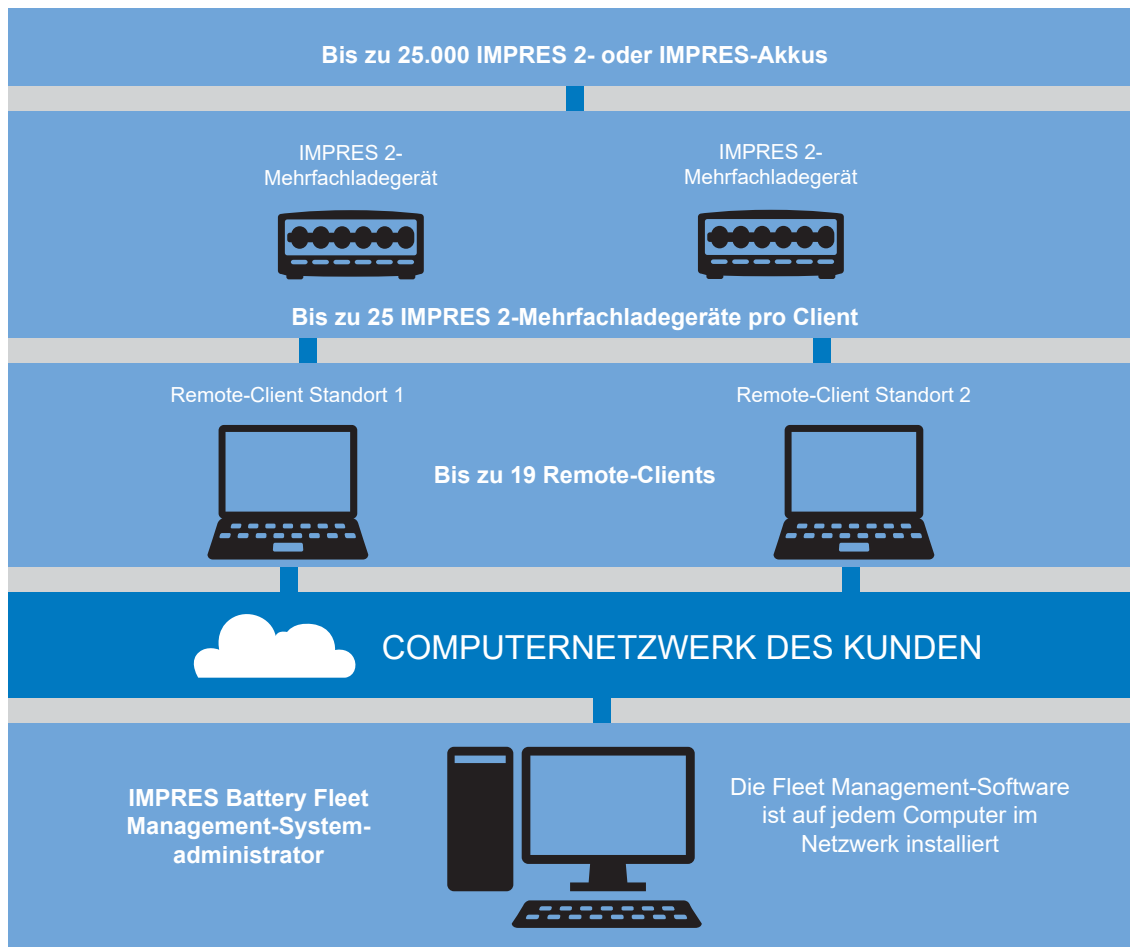 Bis zu 25.000 IMPRES 2- oder IMPRES-Akkus
IMPRES 2-
Mehrfachladegerät
IMPRES 2-
Mehrfachladegerät
Bis zu 25 IMPRES 2-Mehrfachladegeräte pro Client
Remote-Client Standort 1
Remote-Client Standort 2
Bis zu 19 Remote-Clients
COMPUTERNETZWERK DES KUNDEN
IMPRES Battery Fleet
Management-System-
administrator
Die Fleet Management-Software
ist auf jedem Computer im
Netzwerk installiert